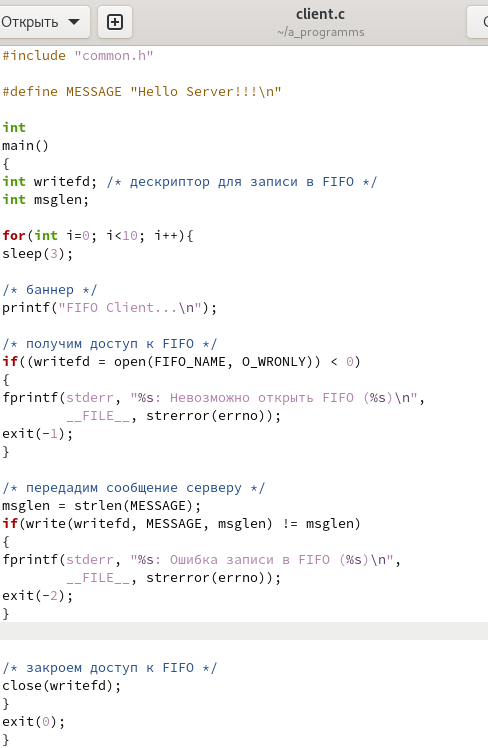 Открыть
client.c
~/a_programms
#include "common.h"
#define MESSAGE "Hello Server!!!\n"
int
main()
{
int writefd; /* дескриптор для записи в FIFO */
int msglen;
for(int i=0; i<10; i++){
sleep(3);
/* баннер */
printf("FIFO Client...\n");
/* получим доступ к FIFO */
if((writefd = open(FIFO_NAME, O_WRONLY)) < 0)
{
fprintf(stderr, "%s: Невозможно открыть FIFO (%s)\n",
        __FILE__, strerror(errno));
exit(-1);
}
/* передадим сообщение серверу */
msglen = strlen(MESSAGE);
if(write(writefd, MESSAGE, msglen) != msglen)
{
fprintf(stderr, "%s: Ошибка записи в FIFO (%s)\n",
        __FILE__, strerror(errno));
exit(-2);
}
/* закроем доступ к FIFO */
close(writefd);
}
exit(0);
}